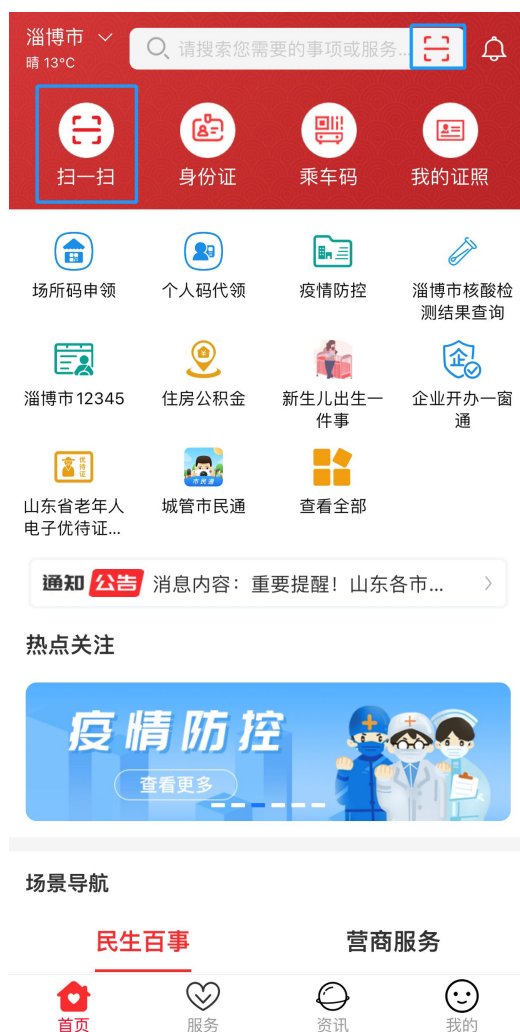 淄博市
晴 13°C
请搜索您需要的事项或服务...
扫一扫
身份证
乘车码
我的证照
场所码申领
个人码代领
疫情防控
淄博市核酸检
测结果查询
淄博市12345
住房公积金
新生儿出生一
件事
企业开办一窗
通
优待证
山东省老年人
电子优待证...
市民通
城管市民通
查看全部
通知 公告 消息内容：重要提醒！山东各市...
热点关注
疫情防控
查看更多
场景导航
民生百事
营商服务
首页
服务
资讯
我的